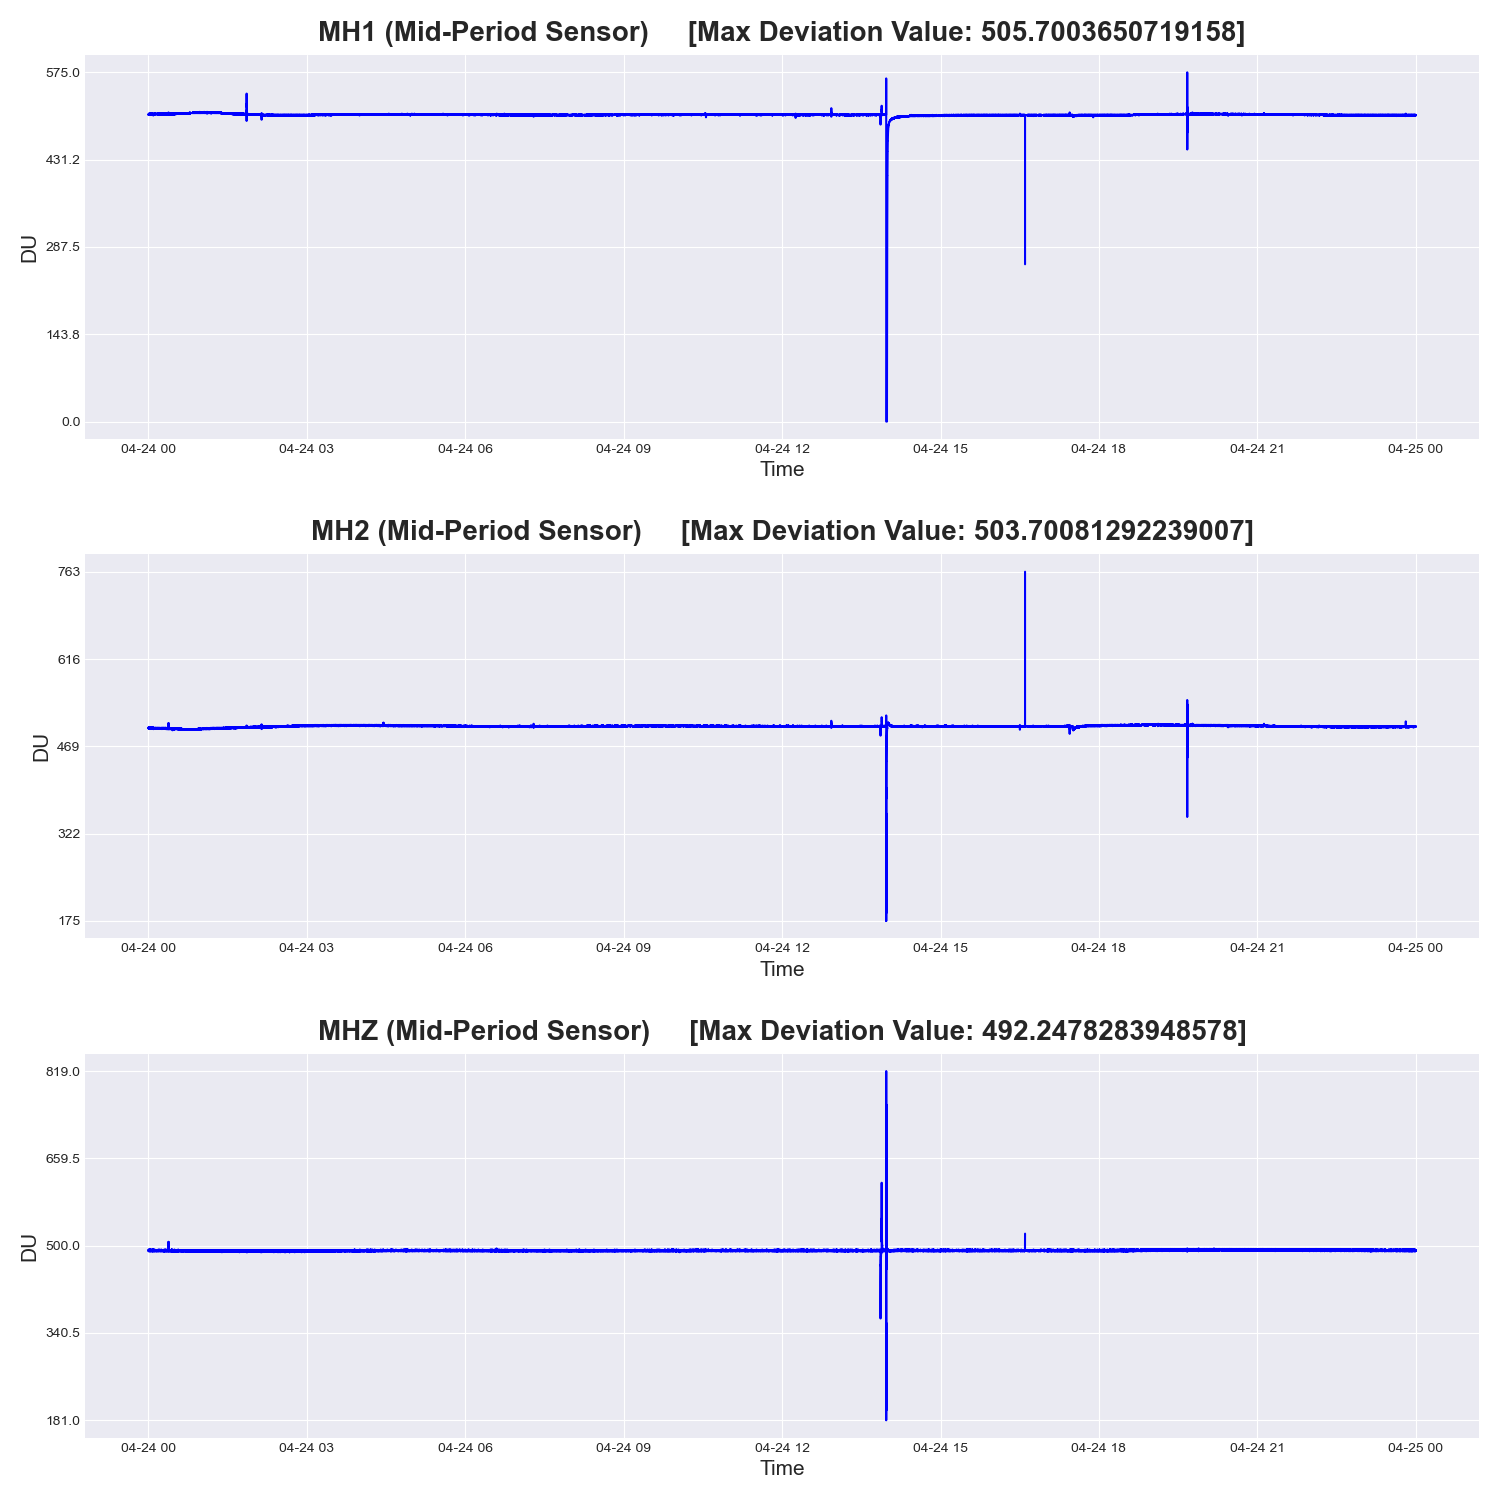 MH1 (Mid-Period Sensor) [Max Deviation Value: 505.7003650719158]
575.0
431.2
287.5
143.8
0.0
DU
04-24 00 04-24 03 04-24 06 04-24 09 04-24 12 04-24 15 04-24 18 04-24 21 04-25 00
Time
MH2 (Mid-Period Sensor) [Max Deviation Value: 503.70081292239007]
763
616
469
322
175
DU
04-24 00 04-24 03 04-24 06 04-24 09 04-24 12 04-24 15 04-24 18 04-24 21 04-25 00
Time
MHZ (Mid-Period Sensor) [Max Deviation Value: 492.2478283948578]
819.0
659.5
500.0
340.5
181.0
DU
04-24 00 04-24 03 04-24 06 04-24 09 04-24 12 04-24 15 04-24 18 04-24 21 04-25 00
Time